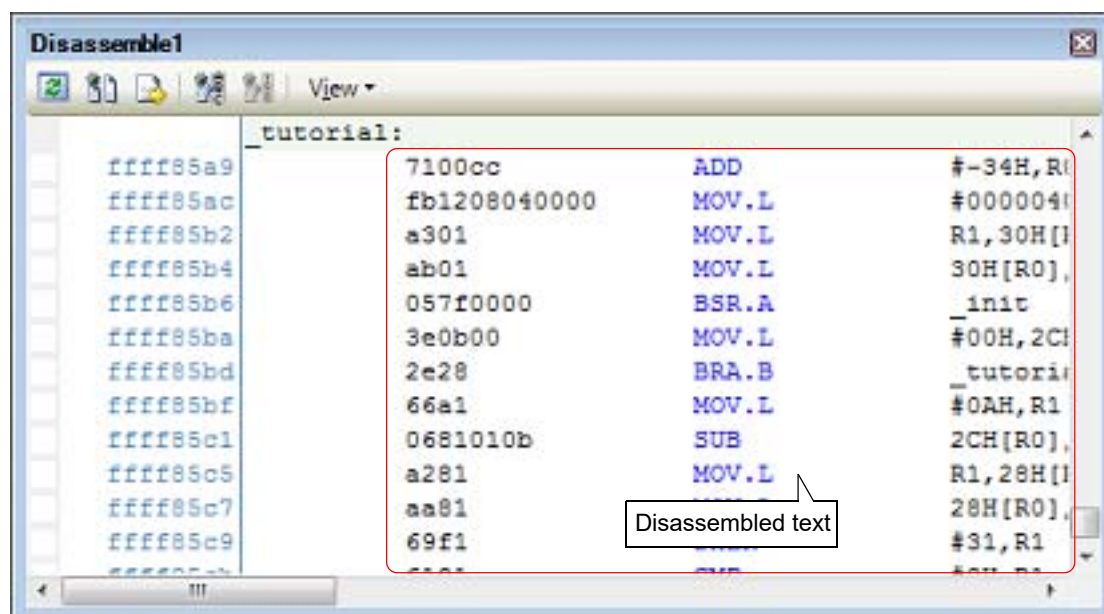 Disassemble1
View
_tutorial:
ffff85a9 7100cc ADD #-34H,R
ffff85ac fb1208040000 MOV.L #000004
ffff85b2 a301 MOV.L R1,30H[
ffff85b4 ab01 MOV.L 30H[R0],
ffff85b6 057f0000 BSR.A _init
ffff85ba 3e0b00 MOV.L #00H,2C
ffff85bd 2e28 BRA.B _tutori
ffff85bf 66a1 MOV.L #0AH,R1
ffff85c1 0681010b SUB 2CH[R0],
ffff85c5 a281 MOV.L R1,28H[
ffff85c7 aa81 28H[R0],
Disassembled text
ffff85c9 69f1 #31,R1